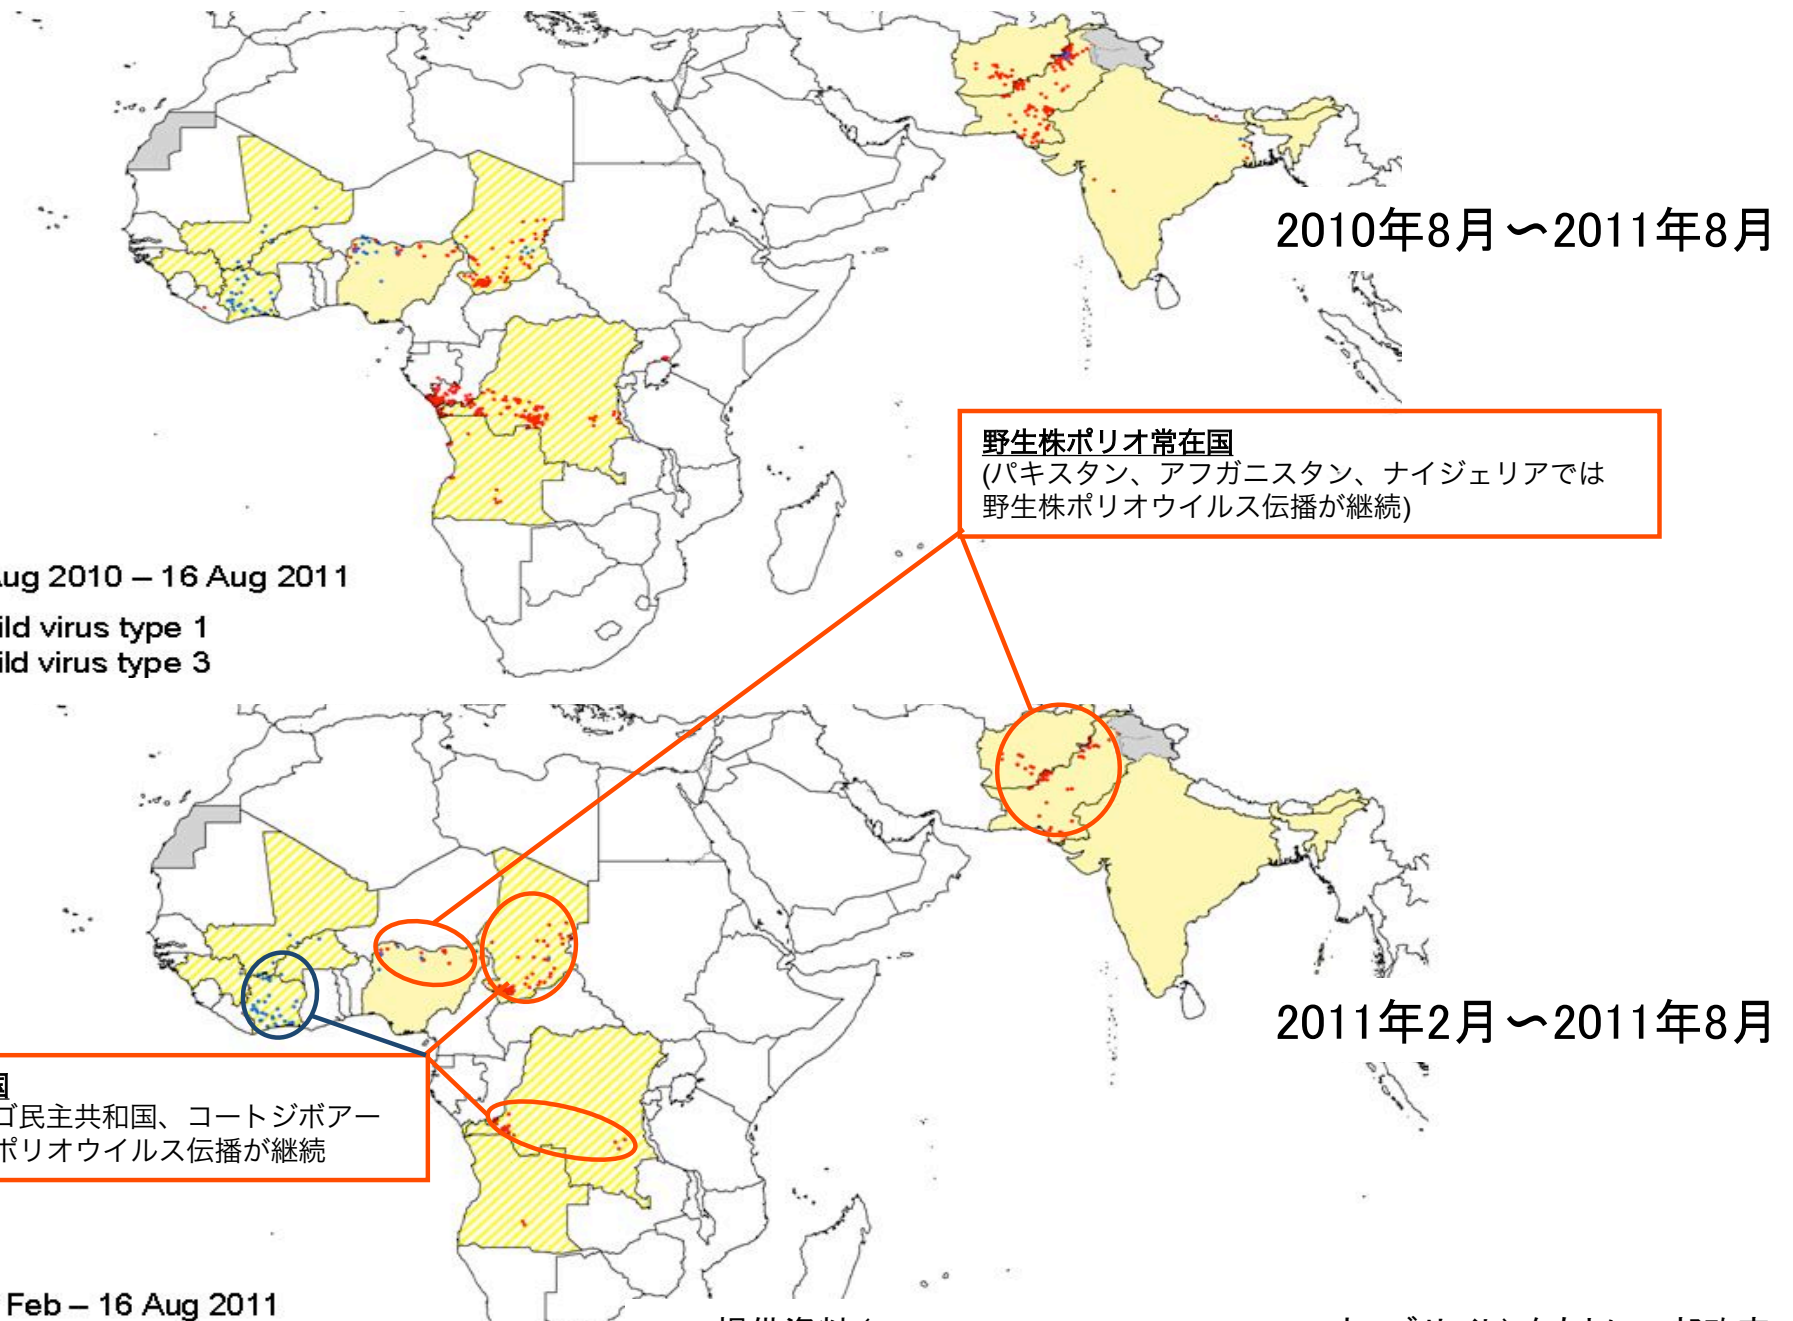 2010年8月〜2011年8月
野生株ポリオ常在国
(パキスタン、アフガニスタン、ナイジェリアでは
野生株ポリオウイルス伝播が継続)
ug 2010 – 16 Aug 2011
ild virus type 1
ild virus type 3
2011年2月〜2011年8月
国
ゴ民主共和国、コートジボアー
ポリオウイルス伝播が継続
Feb – 16 Aug 2011